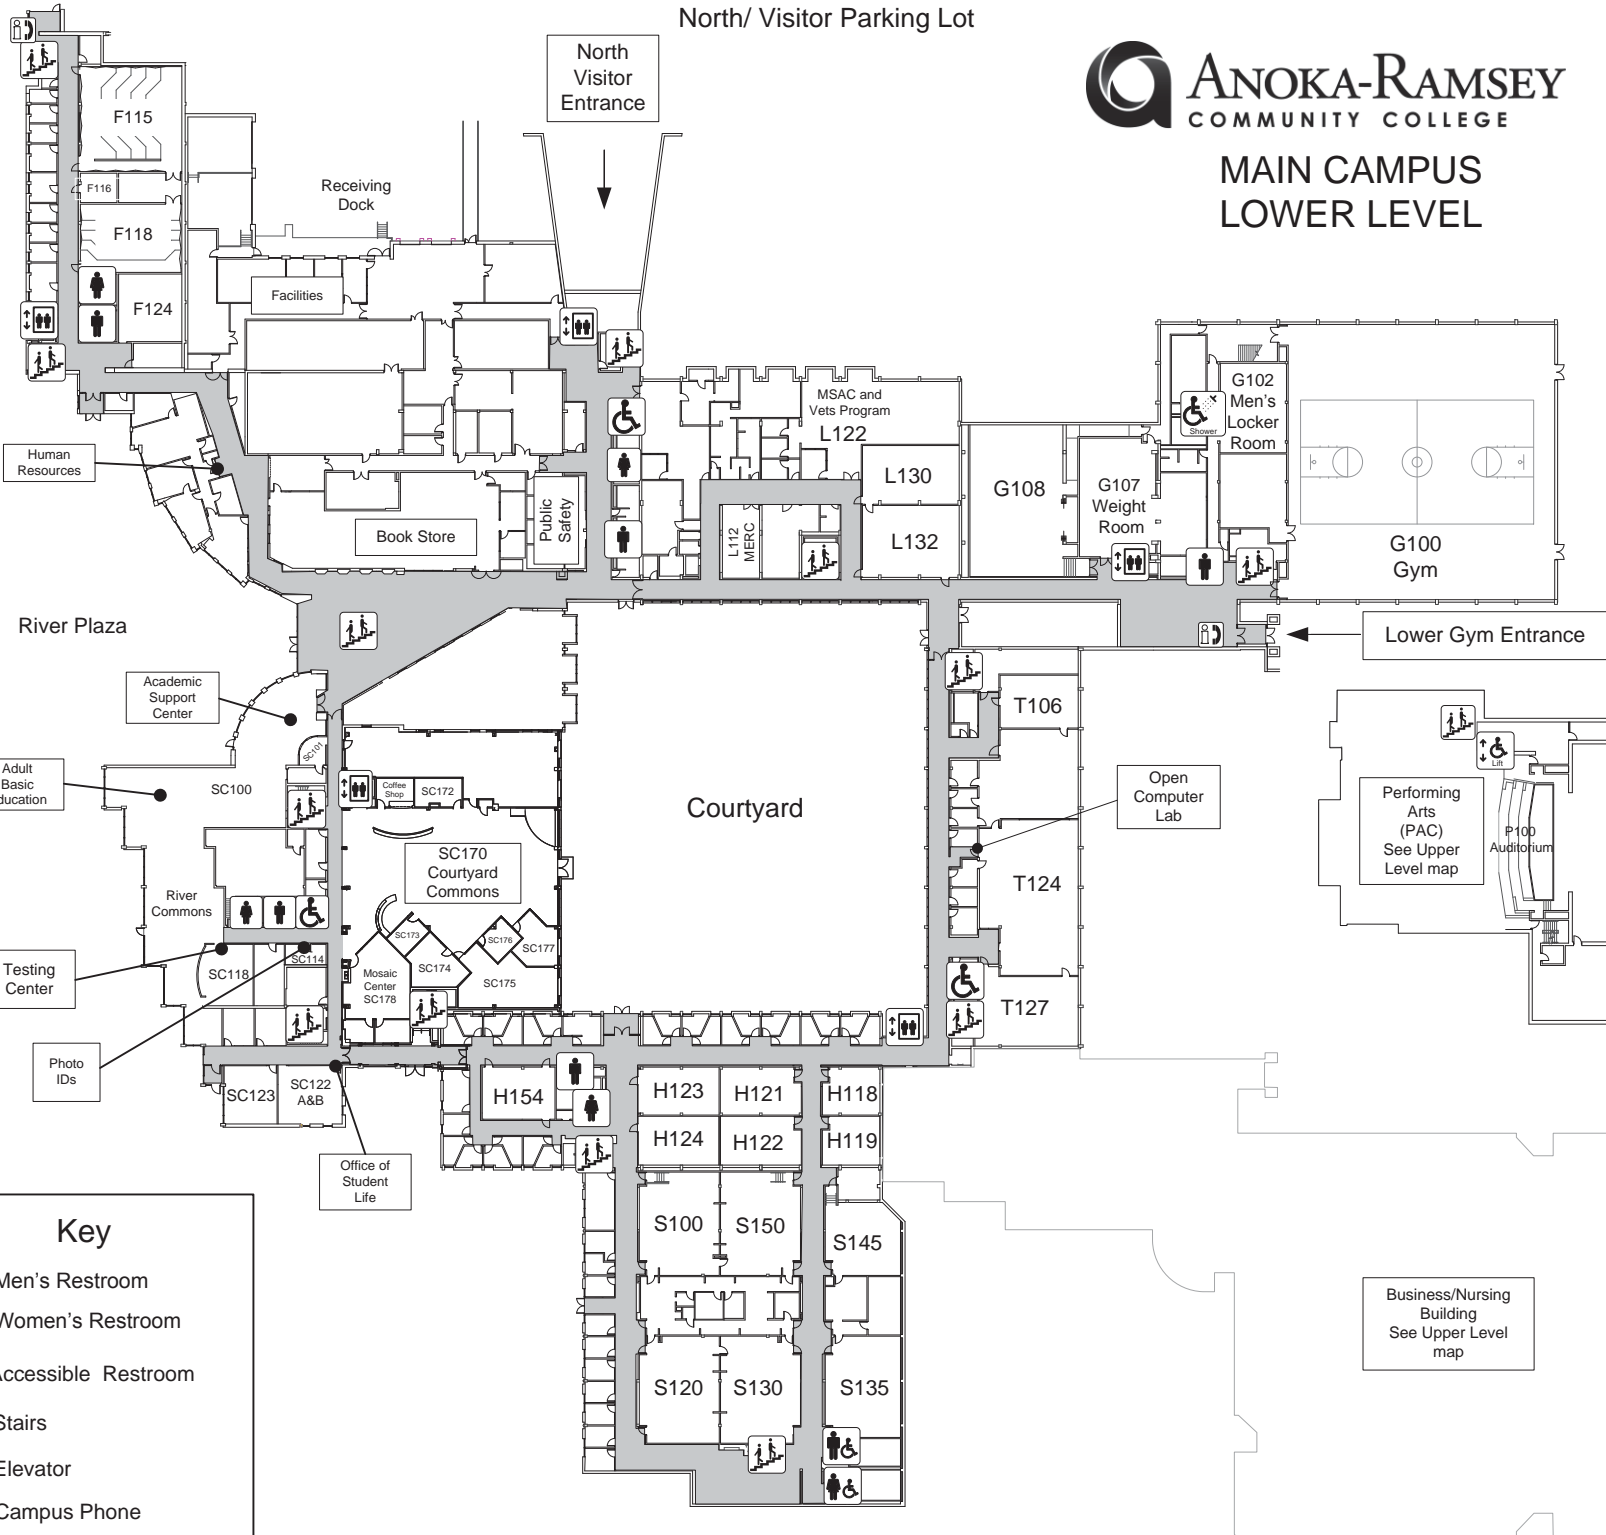 North/ Visitor Parking Lot
North
Visitor
Entrance
ANOKA-RAMSEY
COMMUNITY COLLEGE
MAIN CAMPUS
LOWER LEVEL
F115
F116
F118
F124
Receiving
Dock
Facilities
Human
Resources
Book Store
Public
Safety
MSAC and
Vets Program
L122
L130
L132
L112
MERC
G108
G107
Weight
Room
G102
Men's
Locker
Room
Shower
G100
Gym
Lower Gym Entrance
River Plaza
Academic
Support
Center
Adult
Basic
ducation
SC101
SC100
Coffee
Shop
SC172
SC170
Courtyard
Commons
Courtyard
River
Commons
SC173
SC174
SC175
SC176
SC177
Mosaic
Center
SC178
Testing
Center
SC118
SC114
Photo
IDs
SC123
SC122
A&B
Office of
Student
Life
T106
T124
T127
Open
Computer
Lab
Performing
Arts
(PAC)
See Upper
Level map
Lift
P100
Auditorium
H154
H123
H121
H118
H124
H122
H119
S100
S150
S145
S120
S130
S135
Business/Nursing
Building
See Upper Level
map
Key
Men's Restroom
Women's Restroom
Accessible Restroom
Stairs
Elevator
Campus Phone